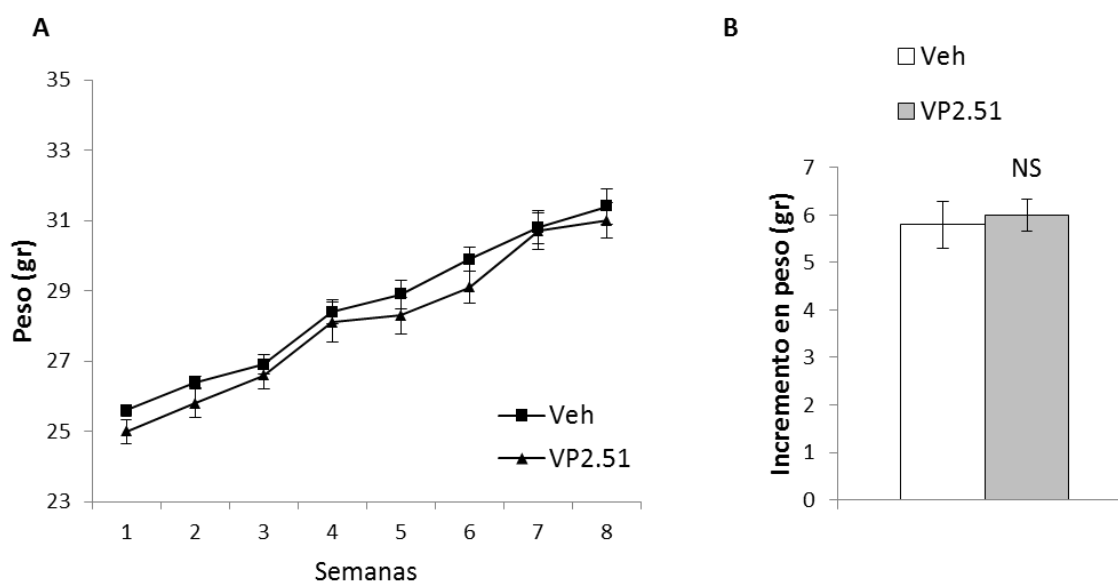 A
Peso (gr)
35
33
31
29
27
25
23
1 2 3 4 5 6 7 8
Semanas
Veh
VP2.51
B
Veh
VP2.51
NS
Incremento en peso (gr)
7
6
5
4
3
2
1
0